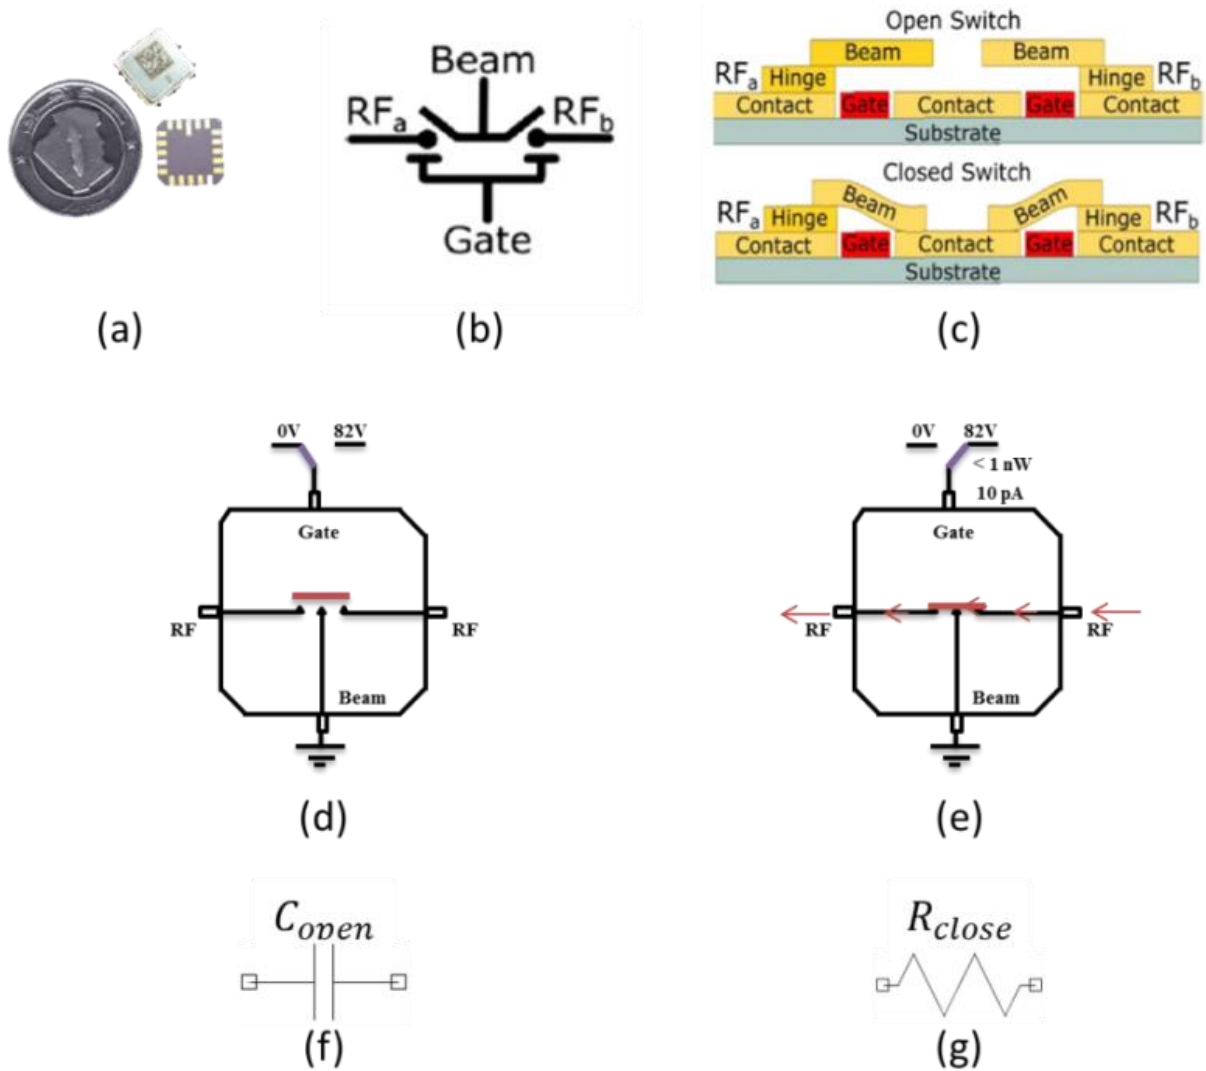 Beam
RFa RFb
Gate
Open Switch
Beam Beam
RFa Hinge Hinge RFb
Contact Gate Contact Gate Contact
Substrate
Closed Switch
Beam Beam
RFa Hinge Hinge RFb
Contact Gate Contact Gate Contact
Substrate
(a) (b) (c)
0V 82V
Gate
RF RF
Beam
(d)
0V 82V
< 1 nW
10 pA
Gate
RF RF
Beam
(e)
Copen
(f)
Rclose
(g)